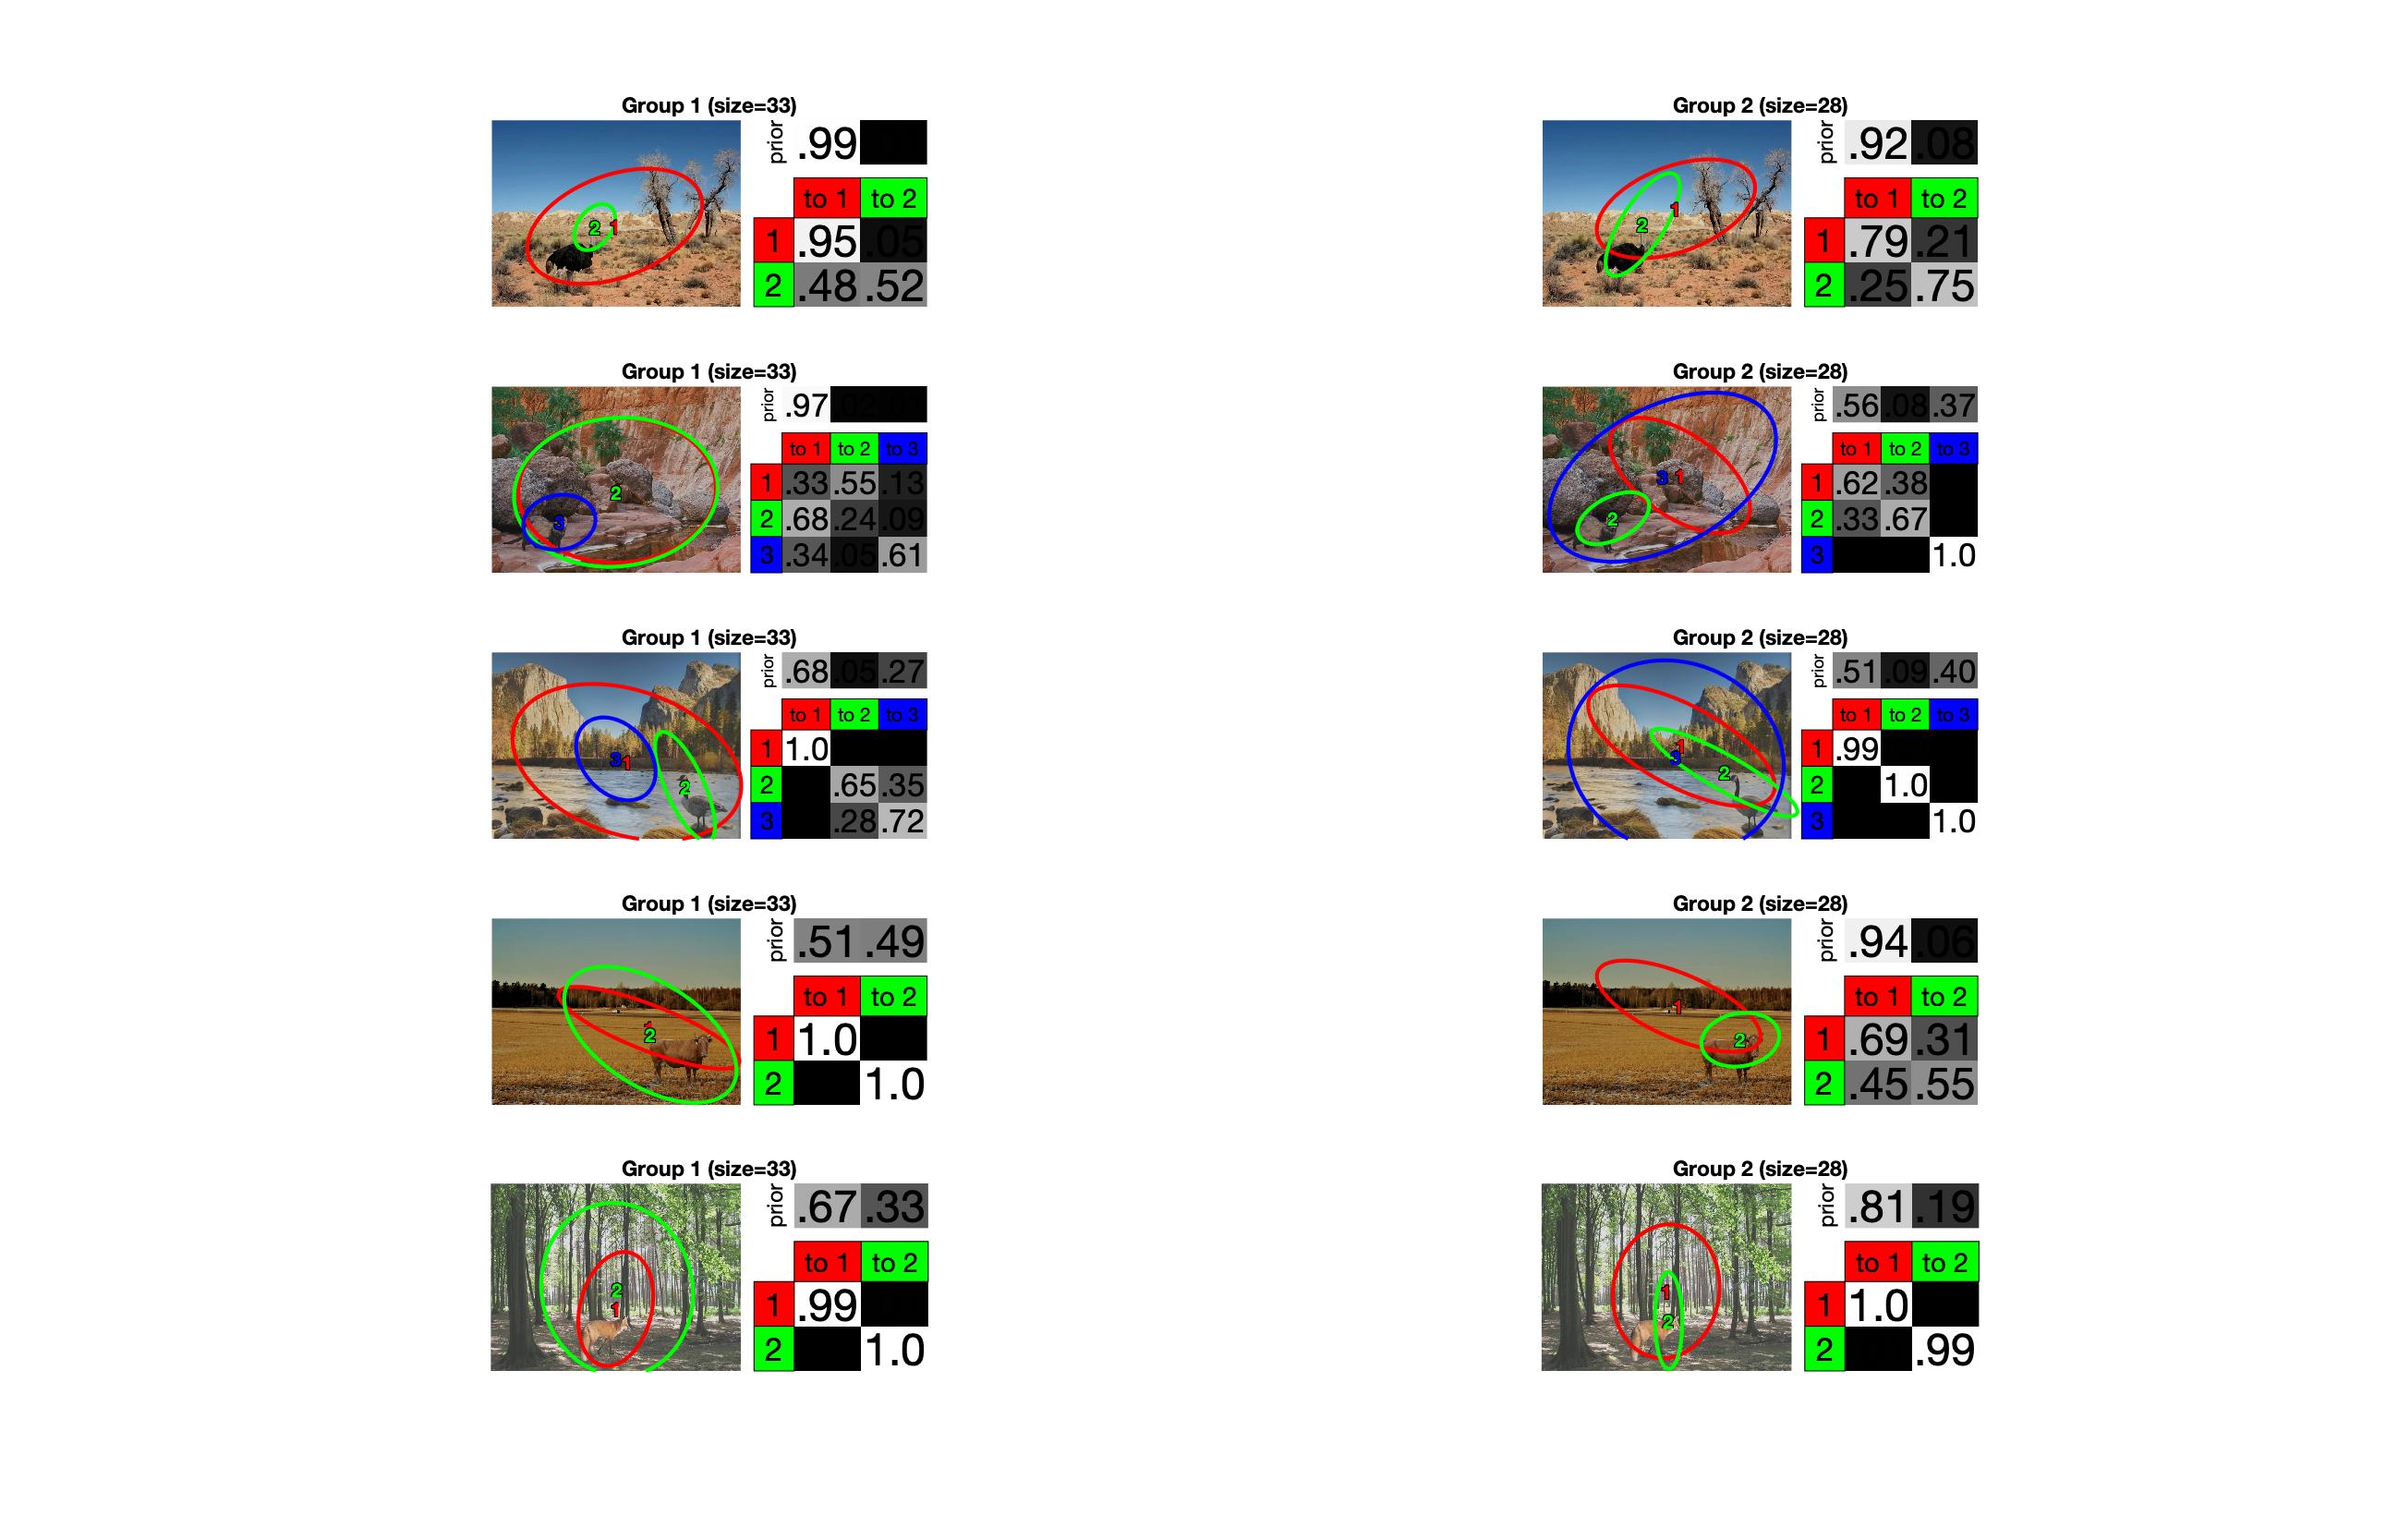 Group 1 (size=33) Group 2 (size=28)
2 1
prior .99
to 1 to 2
1 .95 .05
2 .48 .52
1 2
prior .92 .08
to 1 to 2
1 .79 .21
2 .25 .75
Group 1 (size=33) Group 2 (size=28)
2 3
prior .97 .02
to 1 to 2 to 3
1 .33 .55 .13
2 .68 .24 .09
3 .34 .05 .61
3 1 2
prior .56 .08 .37
to 1 to 2 to 3
1 .62 .38
2 .33 .67
3 1.0
Group 1 (size=33) Group 2 (size=28)
3 1 2
prior .68 .05 .27
to 1 to 2 to 3
1 1.0
2 .65 .35
3 .28 .72
1 3 2
prior .51 .09 .40
to 1 to 2 to 3
1 .99
2 1.0
3 1.0
Group 1 (size=33) Group 2 (size=28)
1 2
prior .51 .49
to 1 to 2
1 1.0
2 1.0
1 2
prior .94 .06
to 1 to 2
1 .69 .31
2 .45 .55
Group 1 (size=33) Group 2 (size=28)
2 1
prior .67 .33
to 1 to 2
1 .99
2 1.0
1 2
prior .81 .19
to 1 to 2
1 1.0
2 .99